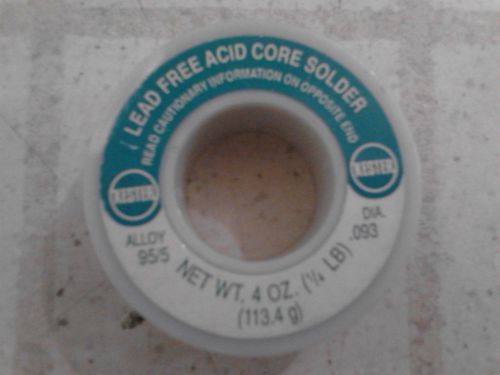 LEAD FREE ACID CORE SOLDER
READ CAUTIONARY INFORMATION ON OPPOSITE END
KESTER
KESTER
ALLOY
95/5
DIA.
.093
NET WT. 4 OZ. (1/4 LB)
(113.4 g)